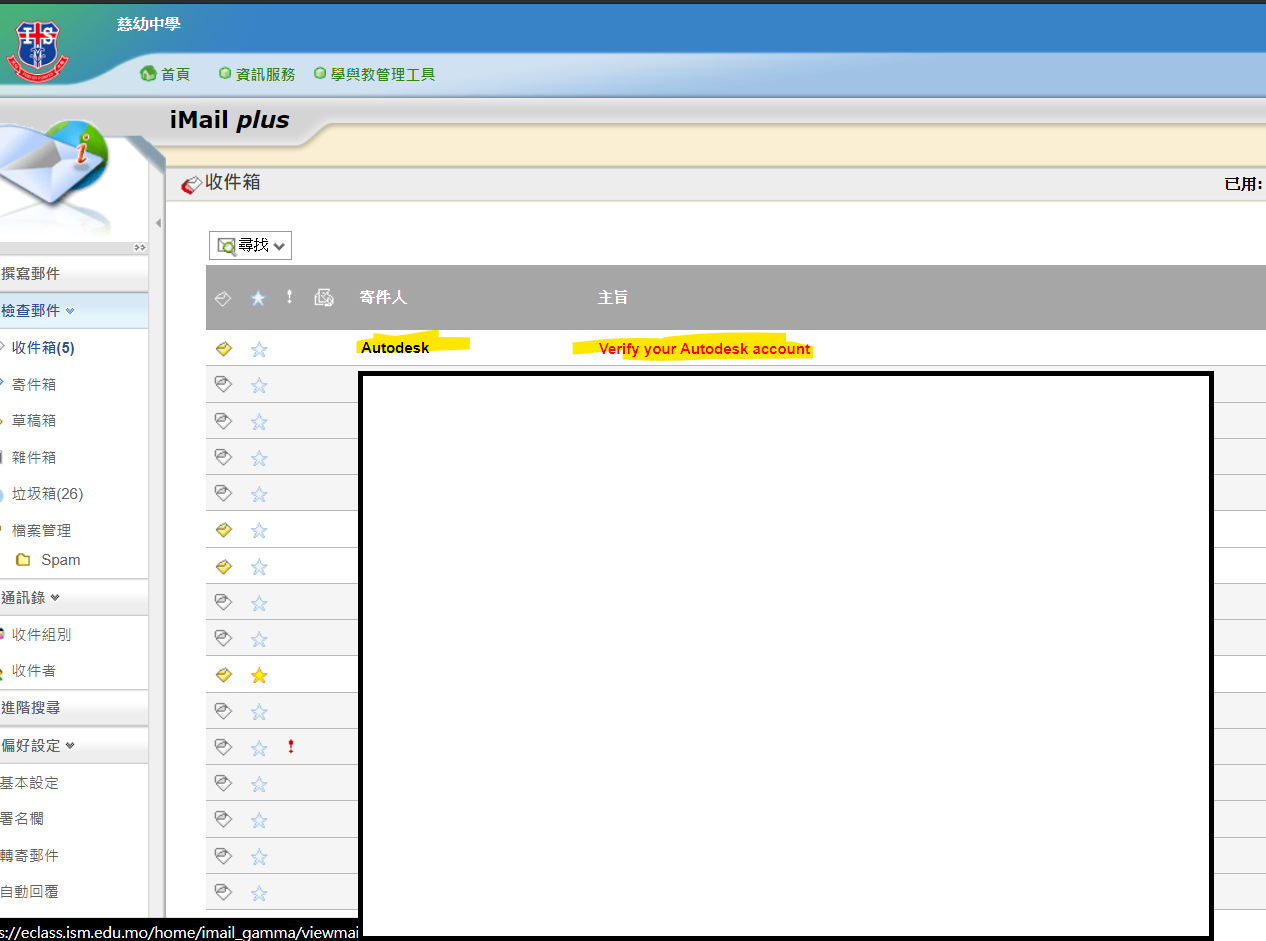 慈幼中學
首頁 資訊服務 學與教管理工具
iMail plus
收件箱
已用:
尋找
寄件人 主旨
Autodesk Verify your Autodesk account
撰寫郵件
檢查郵件
收件箱(5)
寄件箱
草稿箱
雜件箱
垃圾箱(26)
檔案管理
Spam
通訊錄
收件組別
收件者
進階搜尋
偏好設定
基本設定
署名欄
轉寄郵件
自動回覆
s://eclass.ism.edu.mo/home/imail_gamma/viewmai